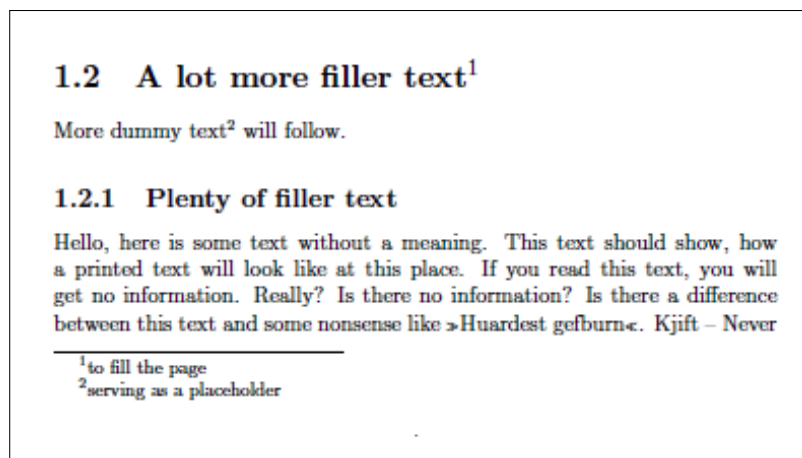 1.2 A lot more filler text¹
More dummy text² will follow.
1.2.1 Plenty of filler text
Hello, here is some text without a meaning. This text should show, how
a printed text will look like at this place. If you read this text, you will
get no information. Really? Is there no information? Is there a difference
between this text and some nonsense like »Huardest gefburn«. Kjift – Never
¹to fill the page
²serving as a placeholder